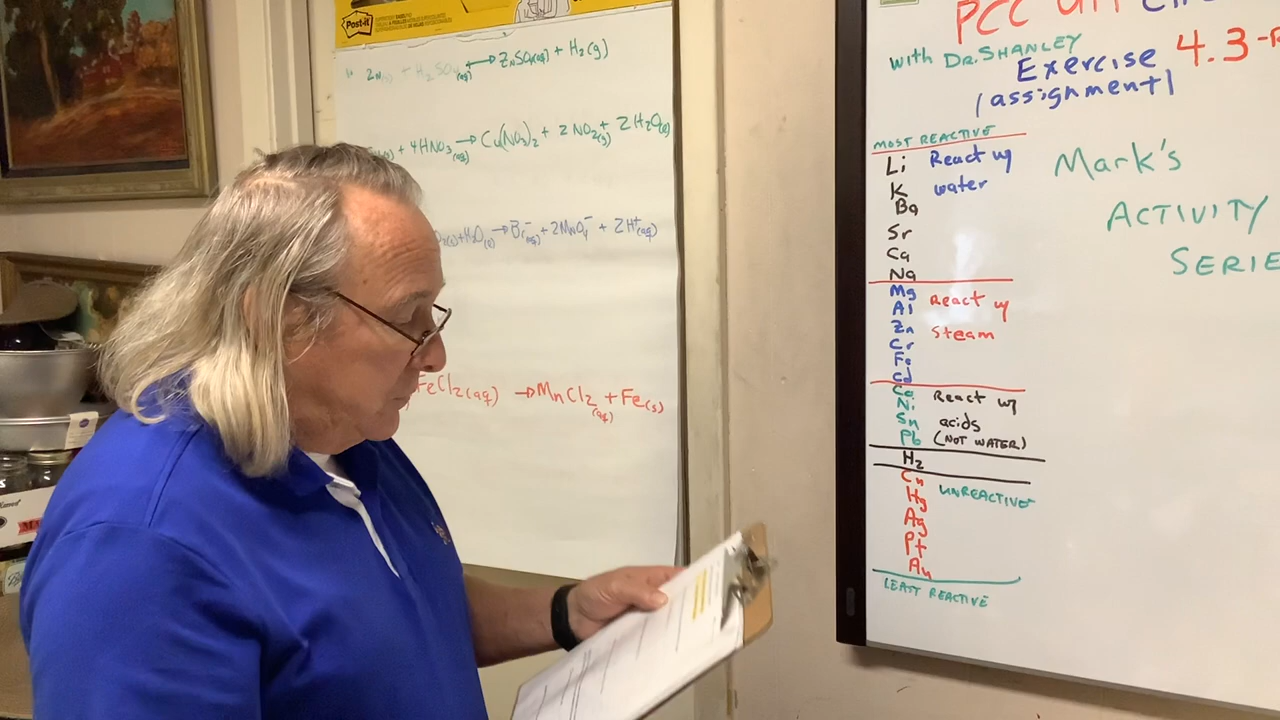 Post-it
Zn(s) + H2SO4(aq) → ZnSO4(aq) + H2(g)
+ 4HNO3(aq) → Cu(NO3)2 + 2NO2(g) + 2H2O(l)
+ H2O(l) → Br-(aq) + 2MnO4- + 2H+(aq)
FeCl2(aq) → MnCl2(aq) + Fe(s)
PCC
with Dr. SHANLEY
Exercise 4.3
/assignment/
MOST REACTIVE
Li React w/
K water
Ba
Sr
Ca
Na
Mg React w/
Al
Zn Steam
Cr
Fe
Cd
Co React w/
Ni
Sn acids
Pb (NOT WATER)
H2
Cu UNREACTIVE
Hg
Ag
Pt
Au
LEAST REACTIVE
Mark's
ACTIVITY
SERIE